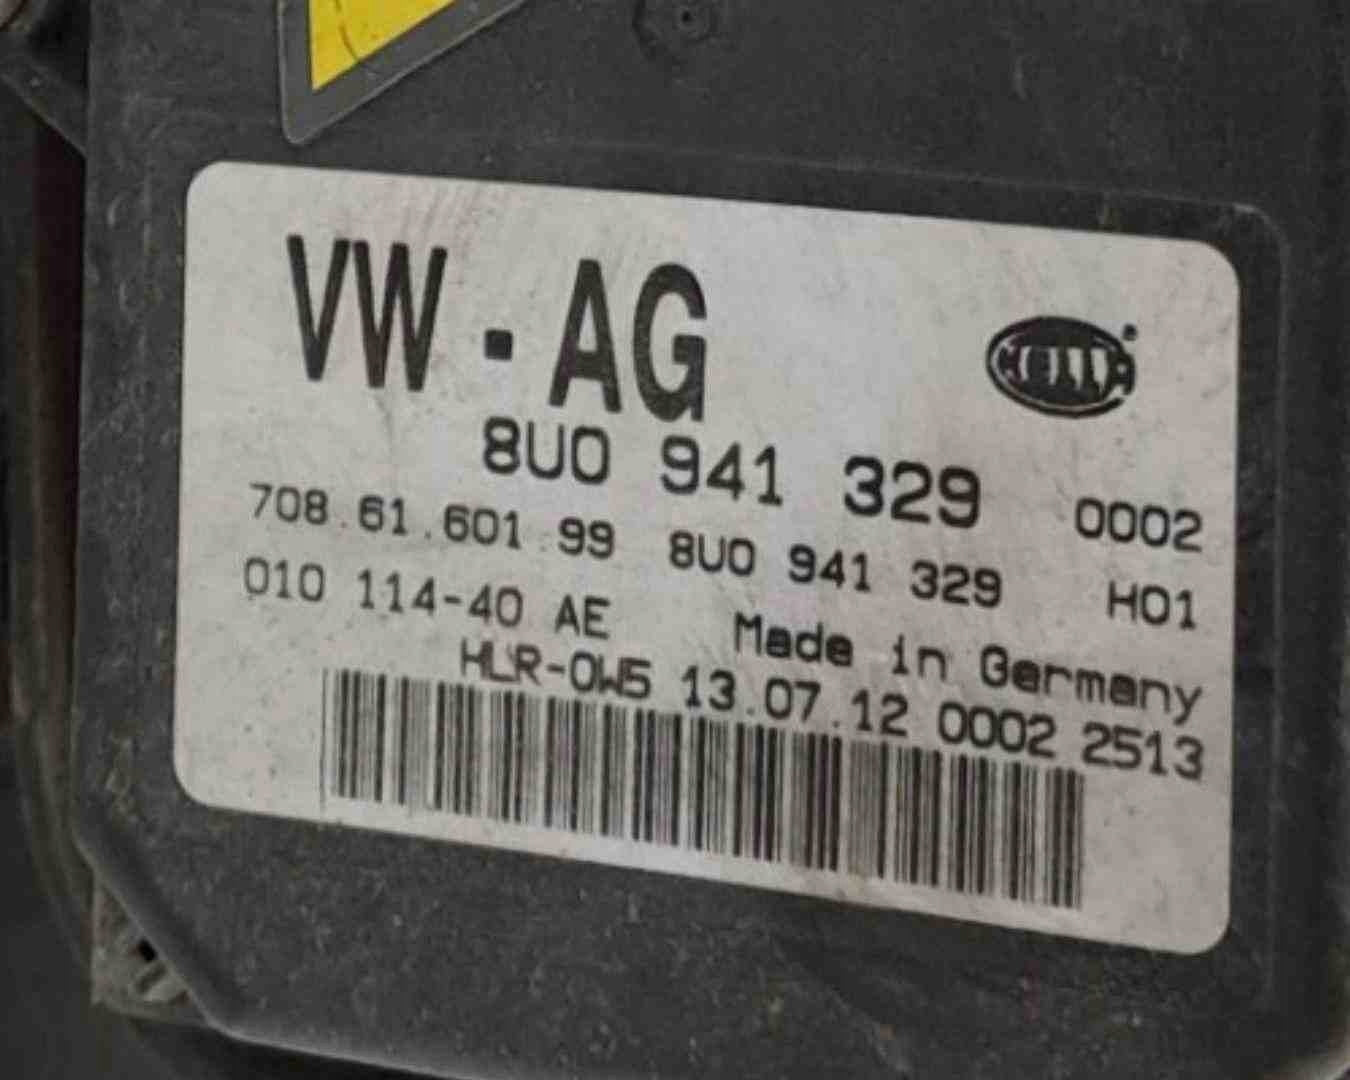 VW-AG
HELLA
8U0 941 329 0002
708.61.601.99 8U0 941 329 H01
010 114-40 AE Made in Germany
HLR-0W5 13.07.12 0002 2513